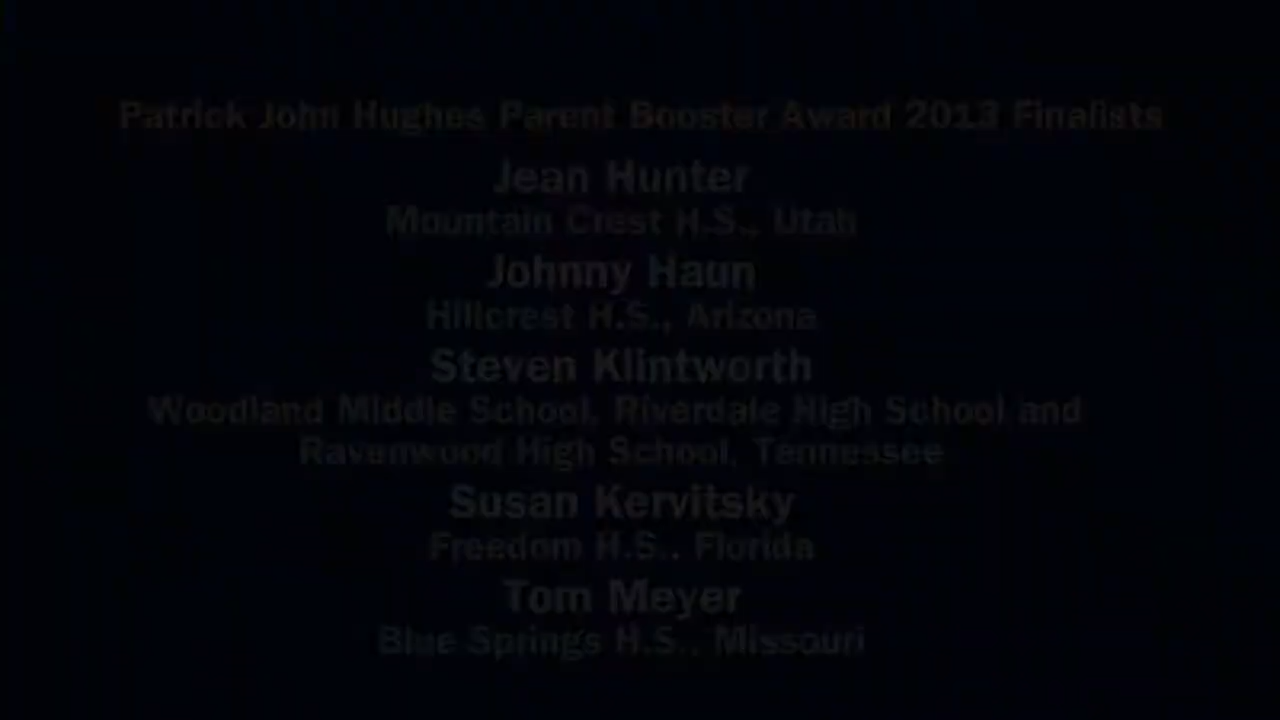 Patrick John Hughes Parent Booster Award 2013 Finalists
Jean Hunter
Mountain Crest H.S., Utah
Johnny Haun
Hillcrest H.S., Arizona
Steven Klintworth
Woodland Middle School, Riverdale High School and
Ravenwood High School, Tennessee
Susan Kervitsky
Freedom H.S., Florida
Tom Meyer
Blue Springs H.S., Missouri